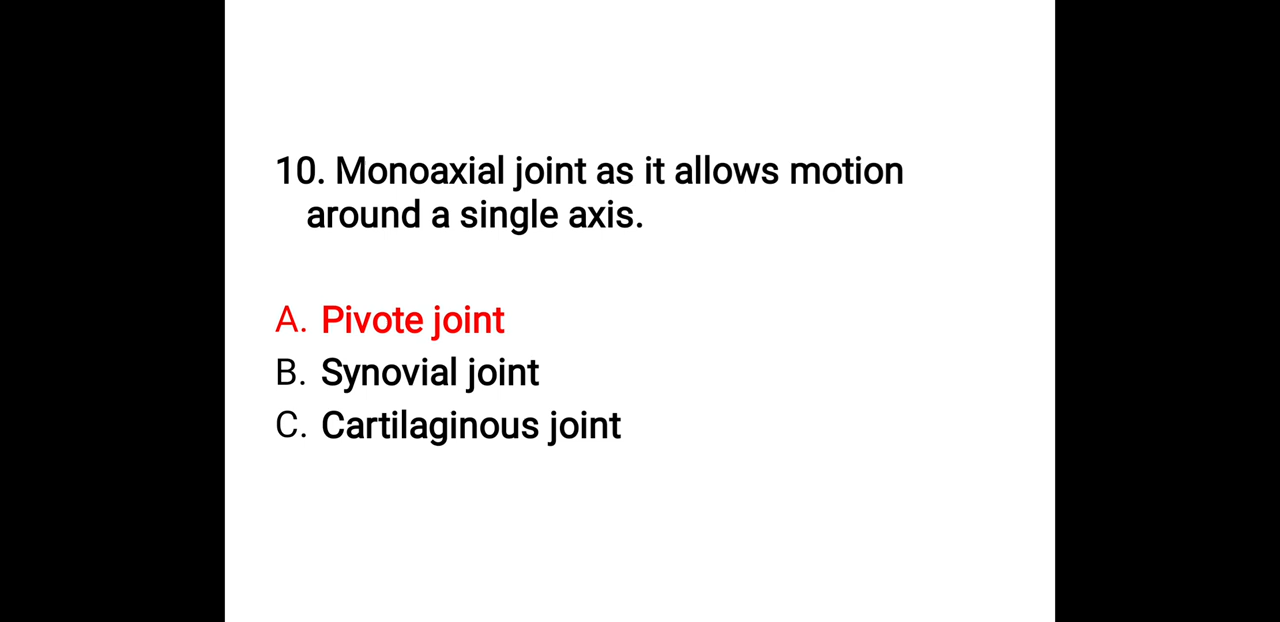 10. Monoaxial joint as it allows motion
around a single axis.
A. Pivote joint
B. Synovial joint
C. Cartilaginous joint